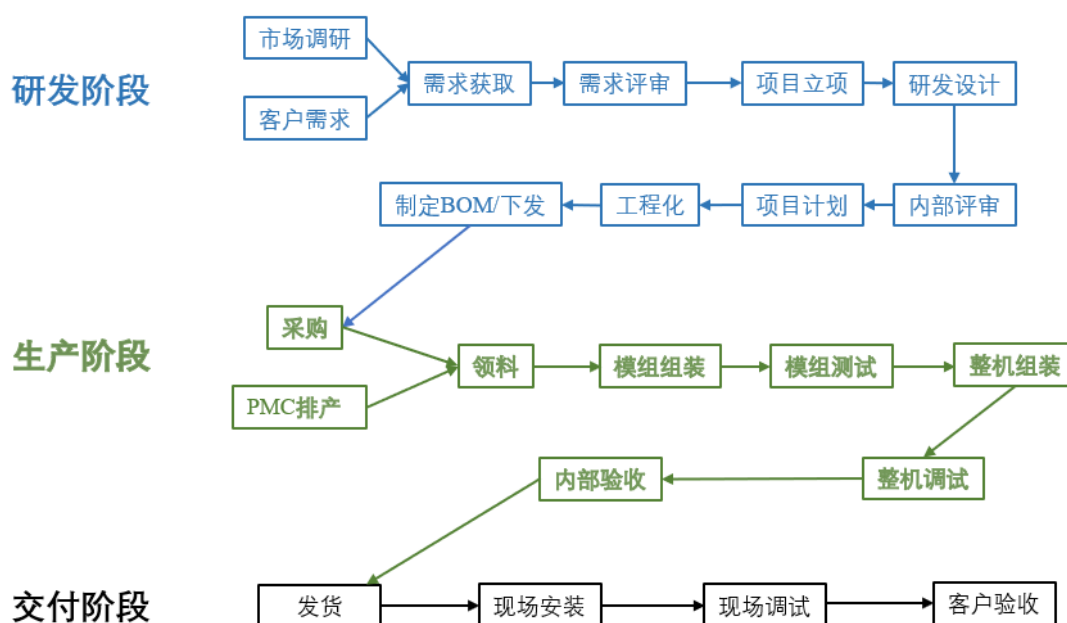 市场调研
研发阶段
需求获取
需求评审
项目立项
研发设计
客户需求
制定BOM/下发
工程化
项目计划
内部评审
采购
生产阶段
领料
模组组装
模组测试
整机组装
PMC排产
内部验收
整机调试
交付阶段
发货
现场安装
现场调试
客户验收